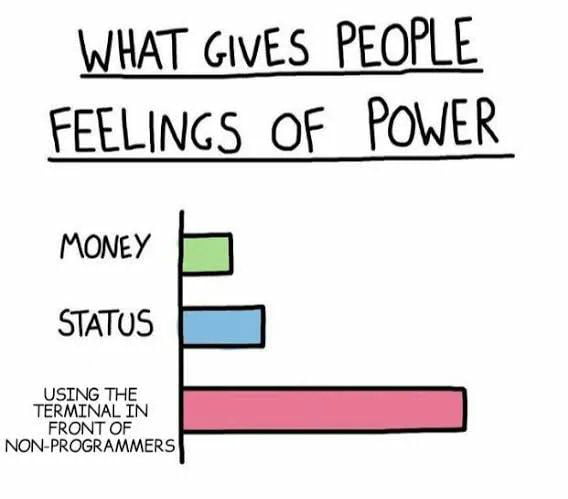 WHAT GIVES PEOPLE
FEELINGS OF POWER
MONEY
STATUS
USING THE
TERMINAL IN
FRONT OF
NON-PROGRAMMERS